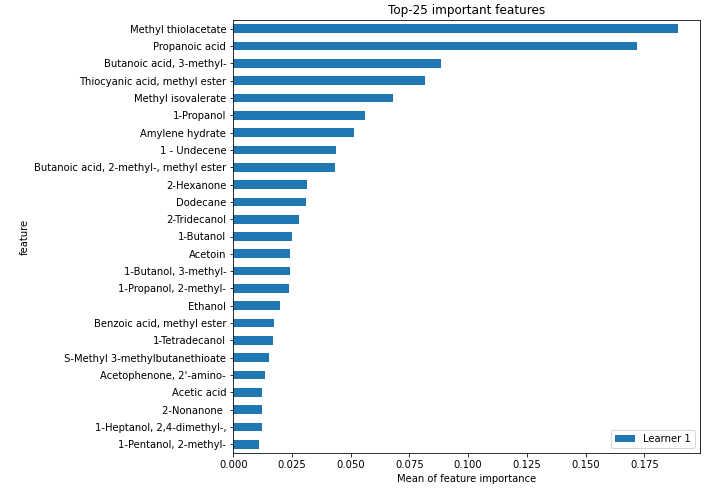 Top-25 important features
Methyl thiolacetate
Propanoic acid
Butanoic acid, 3-methyl-
Thiocyanic acid, methyl ester
Methyl isovalerate
1-Propanol
Amylene hydrate
1 - Undecene
Butanoic acid, 2-methyl-, methyl ester
2-Hexanone
Dodecane
2-Tridecanol
1-Butanol
Acetoin
1-Butanol, 3-methyl-
1-Propanol, 2-methyl-
Ethanol
Benzoic acid, methyl ester
1-Tetradecanol
S-Methyl 3-methylbutanethioate
Acetophenone, 2'-amino-
Acetic acid
2-Nonanone
1-Heptanol, 2,4-dimethyl-,
1-Pentanol, 2-methyl-
feature
Learner 1
0.000 0.025 0.050 0.075 0.100 0.125 0.150 0.175
Mean of feature importance